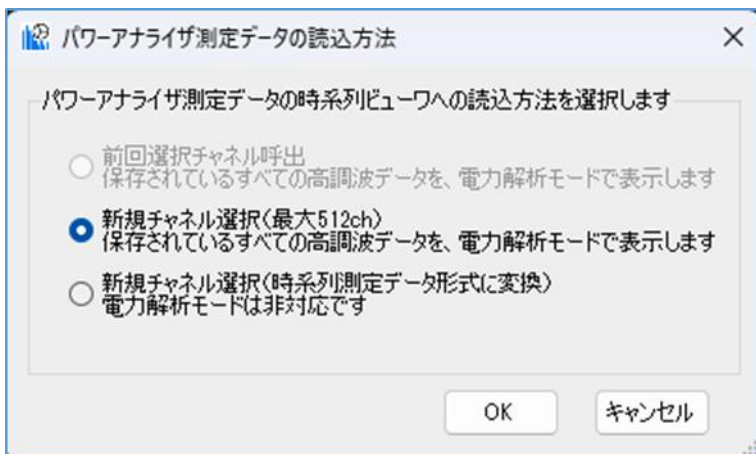 パワーアナライザ測定データの読込方法
パワーアナライザ測定データの時系列ビューワへの読込方法を選択します
前回選択チャネル呼出
保存されているすべての高調波データを、電力解析モードで表示します
新規チャネル選択(最大512ch)
保存されているすべての高調波データを、電力解析モードで表示します
新規チャネル選択(時系列測定データ形式に変換)
電力解析モードは非対応です
OK
キャンセル